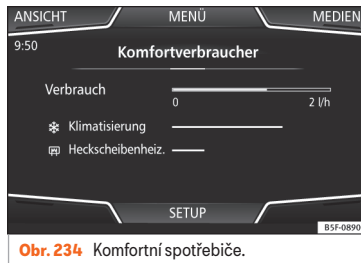 ANSICHT MENÜ MEDIEN
9:50
Komfortverbraucher
Verbrauch
0 2 l/h
Klimatisierung
Heckscheibenheiz.
SETUP
B5F-0890
Obr. 234 Komfortní spotřebiče.